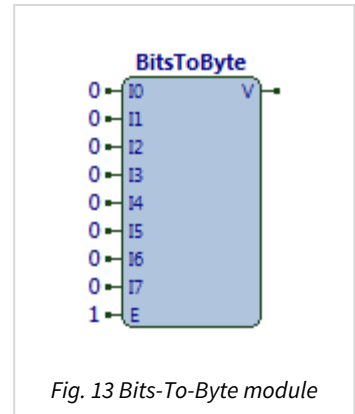 BitsToByte
0 I0 V
0 I1
0 I2
0 I3
0 I4
0 I5
0 I6
0 I7
1 E
Fig. 13 Bits-To-Byte module